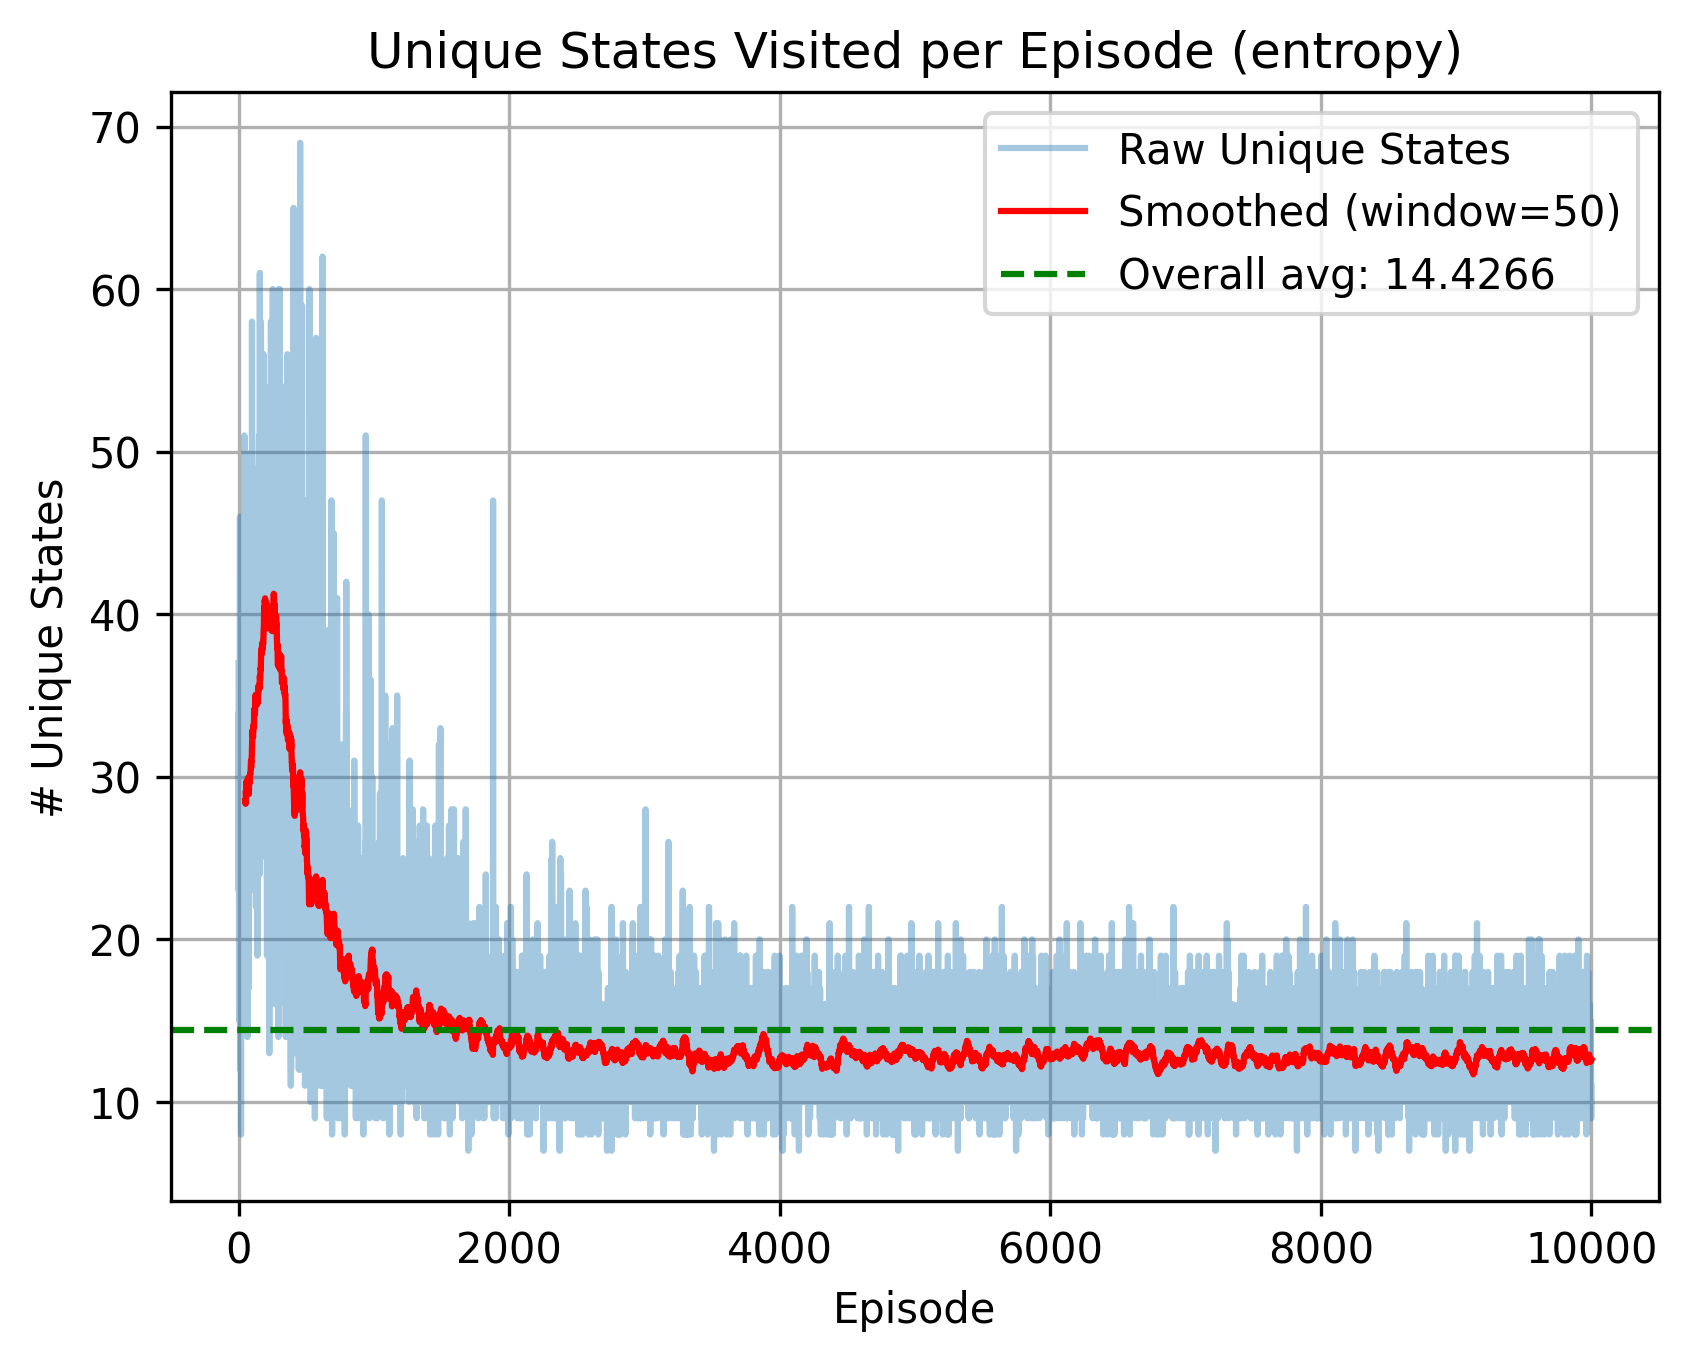 Unique States Visited per Episode (entropy)
Raw Unique States
Smoothed (window=50)
Overall avg: 14.4266
# Unique States
70
60
50
40
30
20
10
0 2000 4000 6000 8000 10000
Episode